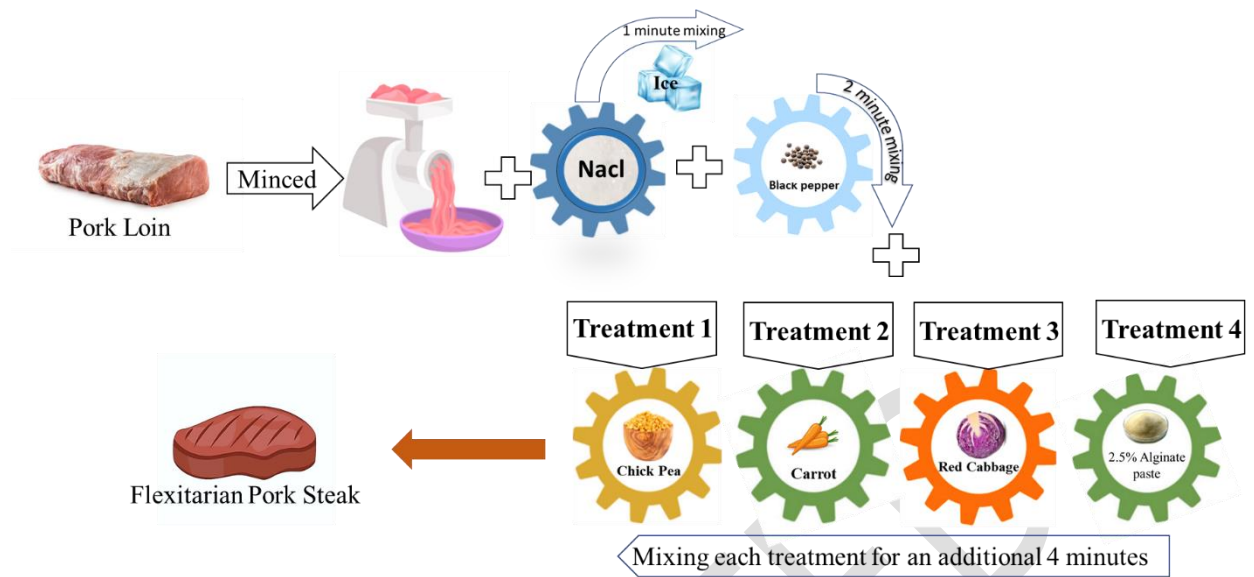 1 minute mixing
Ice
2 minute mixing
Minced
Nacl
Black pepper
Pork Loin
Treatment 1
Treatment 2
Treatment 3
Treatment 4
Chick Pea
Carrot
Red Cabbage
2.5% Alginate
paste
Flexitarian Pork Steak
Mixing each treatment for an additional 4 minutes